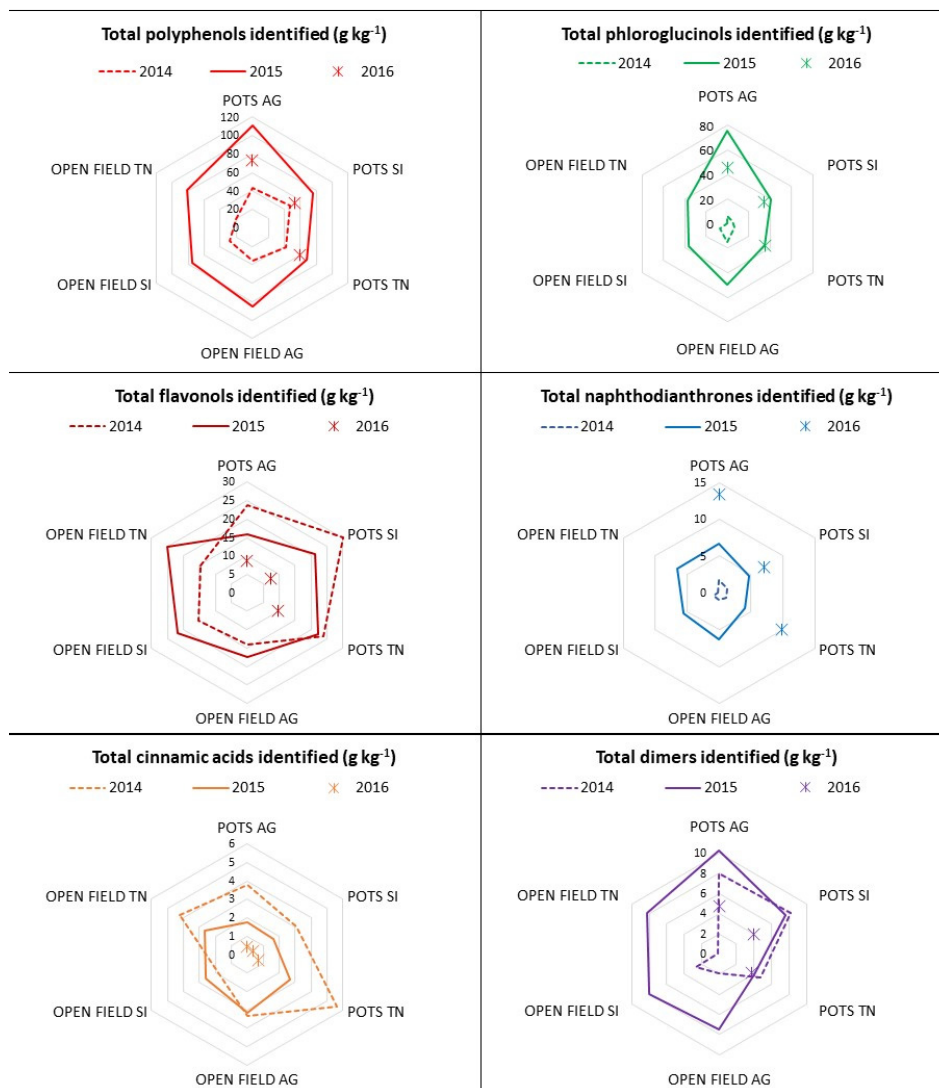 Total polyphenols identified (g kg⁻¹)
2014 2015 2016
POTS AG
120
100
80
60
40
20
0
OPEN FIELD TN
POTS SI
OPEN FIELD SI
POTS TN
OPEN FIELD AG
Total phloroglucinols identified (g kg⁻¹)
2014 2015 2016
POTS AG
80
60
40
20
0
OPEN FIELD TN
POTS SI
OPEN FIELD SI
POTS TN
OPEN FIELD AG
Total flavonols identified (g kg⁻¹)
2014 2015 2016
POTS AG
30
25
20
15
10
5
0
OPEN FIELD TN
POTS SI
OPEN FIELD SI
POTS TN
OPEN FIELD AG
Total naphthodianthrones identified (g kg⁻¹)
2014 2015 2016
POTS AG
15
10
5
0
OPEN FIELD TN
POTS SI
OPEN FIELD SI
POTS TN
OPEN FIELD AG
Total cinnamic acids identified (g kg⁻¹)
2014 2015 2016
POTS AG
6
5
4
3
2
1
0
OPEN FIELD TN
POTS SI
OPEN FIELD SI
POTS TN
OPEN FIELD AG
Total dimers identified (g kg⁻¹)
2014 2015 2016
POTS AG
10
8
6
4
2
0
OPEN FIELD TN
POTS SI
OPEN FIELD SI
POTS TN
OPEN FIELD AG